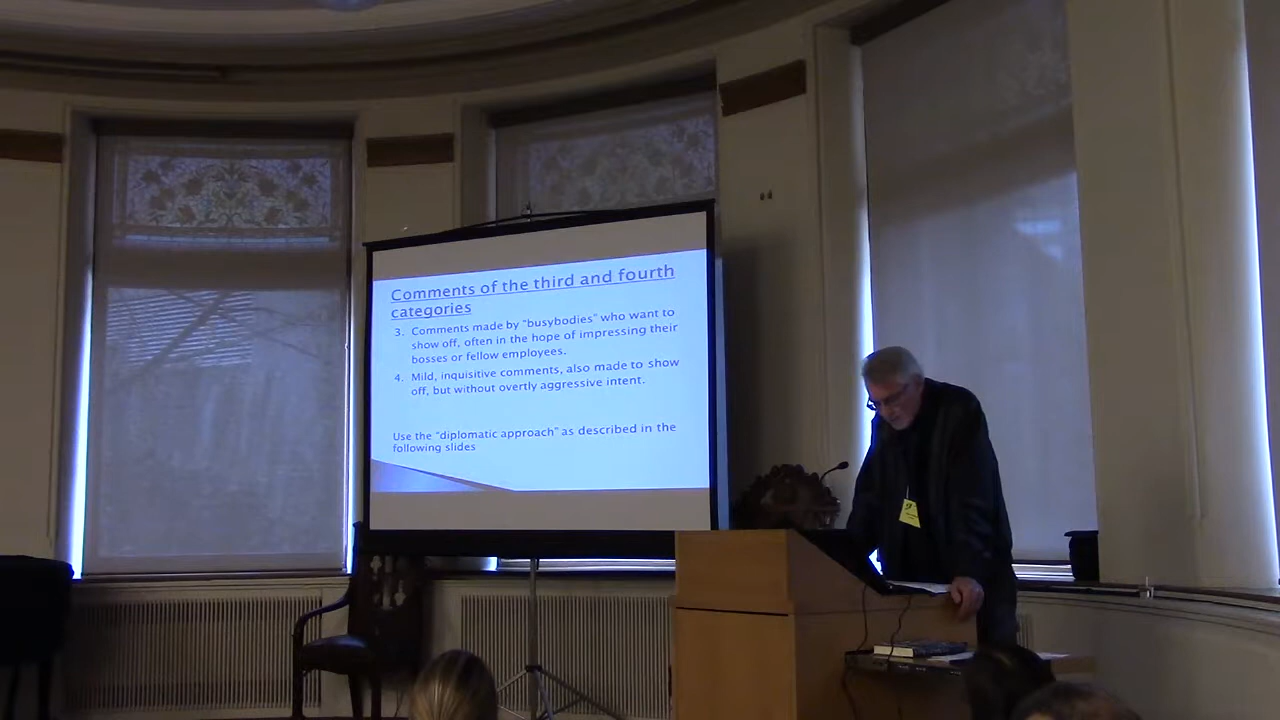 Comments of the third and fourth
categories
3. Comments made by "busybodies" who want to
show off, often in the hope of impressing their
bosses or fellow employees.
4. Mild, inquisitive comments, also made to show
off, but without overtly aggressive intent.
Use the "diplomatic approach" as described in the
following slides